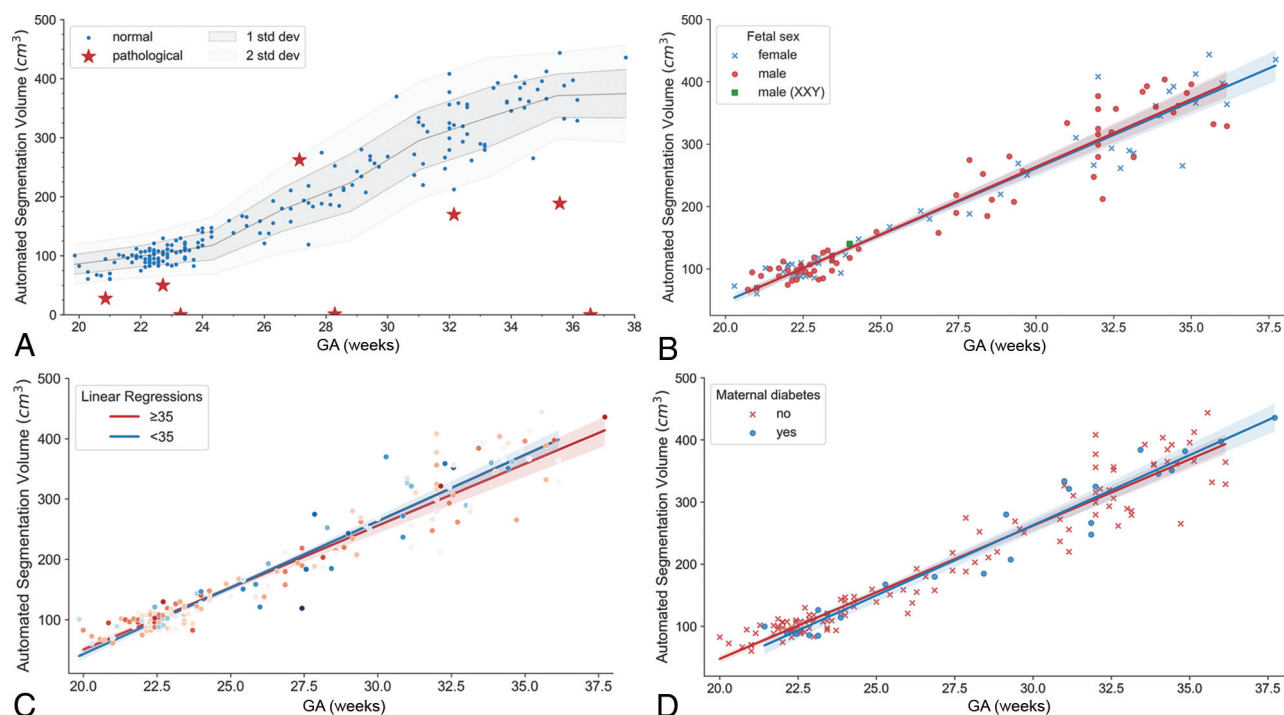 500
400
300
200
100
0
Automated Segmentation Volume (cm³)
normal
pathological
1 std dev
2 std dev
20 22 24 26 28 30 32 34 36 38
GA (weeks)
A
500
400
300
200
100
Automated Segmentation Volume (cm³)
Fetal sex
female
male
male (XXY)
20.0 22.5 25.0 27.5 30.0 32.5 35.0 37.5
GA (weeks)
B
500
400
300
200
100
Automated Segmentation Volume (cm³)
Linear Regressions
≥35
<35
20.0 22.5 25.0 27.5 30.0 32.5 35.0 37.5
GA (weeks)
C
500
400
300
200
100
Automated Segmentation Volume (cm³)
Maternal diabetes
no
yes
20.0 22.5 25.0 27.5 30.0 32.5 35.0 37.5
GA (weeks)
D